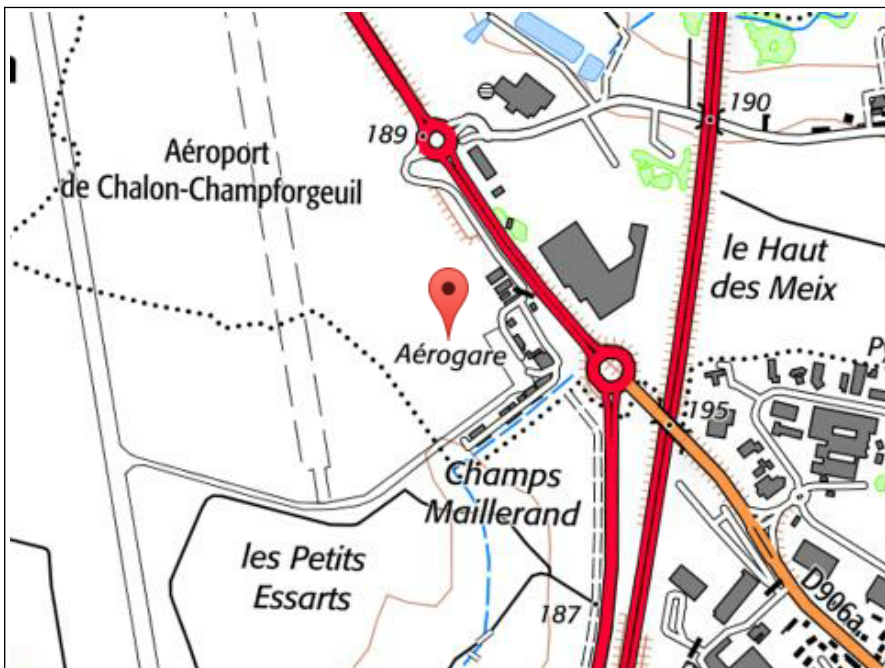 190
189
Aéroport
de Chalon-Champforgeuil
le Haut
des Meix
Aérogare
195
Champs
Maillerand
les Petits
Essarts
187
D906a